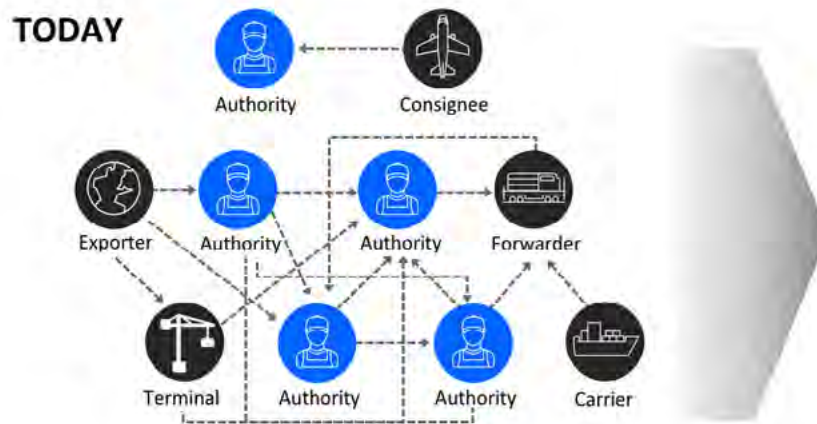 TODAY
Authority
Consignee
Exporter
Authority
Authority
Forwarder
Terminal
Authority
Authority
Carrier